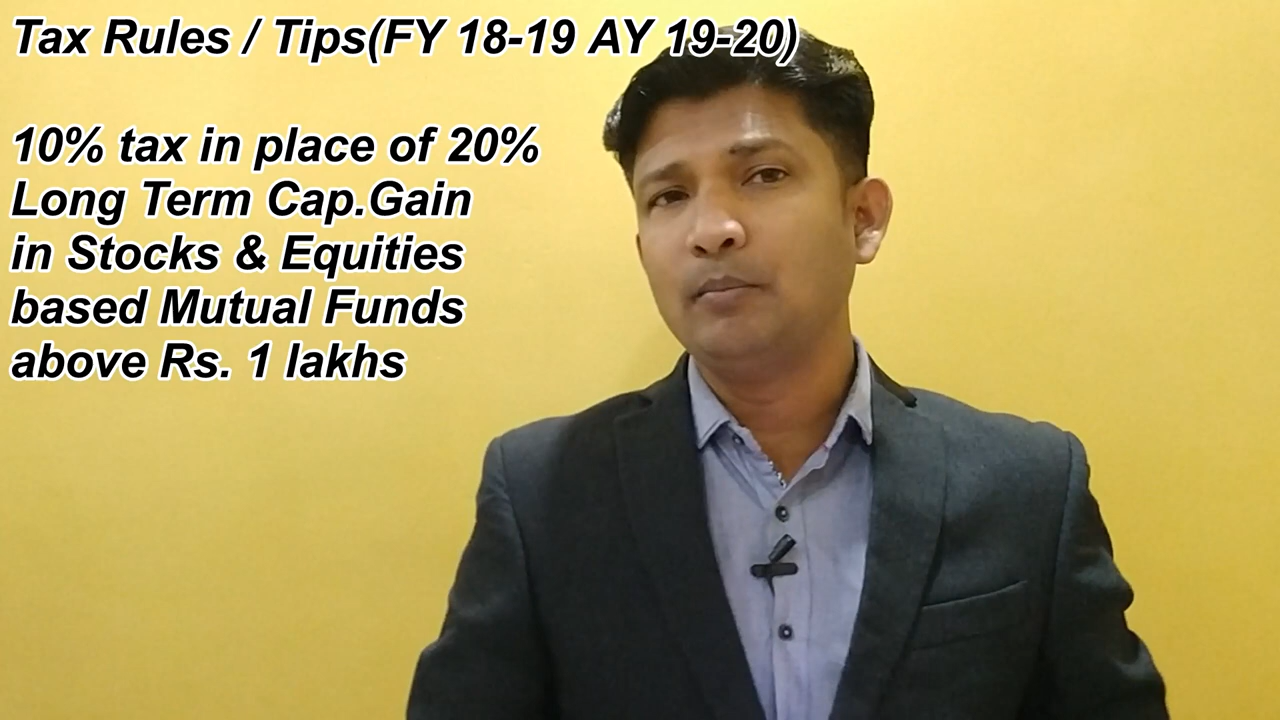 Tax Rules / Tips(FY 18-19 AY 19-20)
10% tax in place of 20%
Long Term Cap.Gain
in Stocks & Equities
based Mutual Funds
above Rs. 1 lakhs